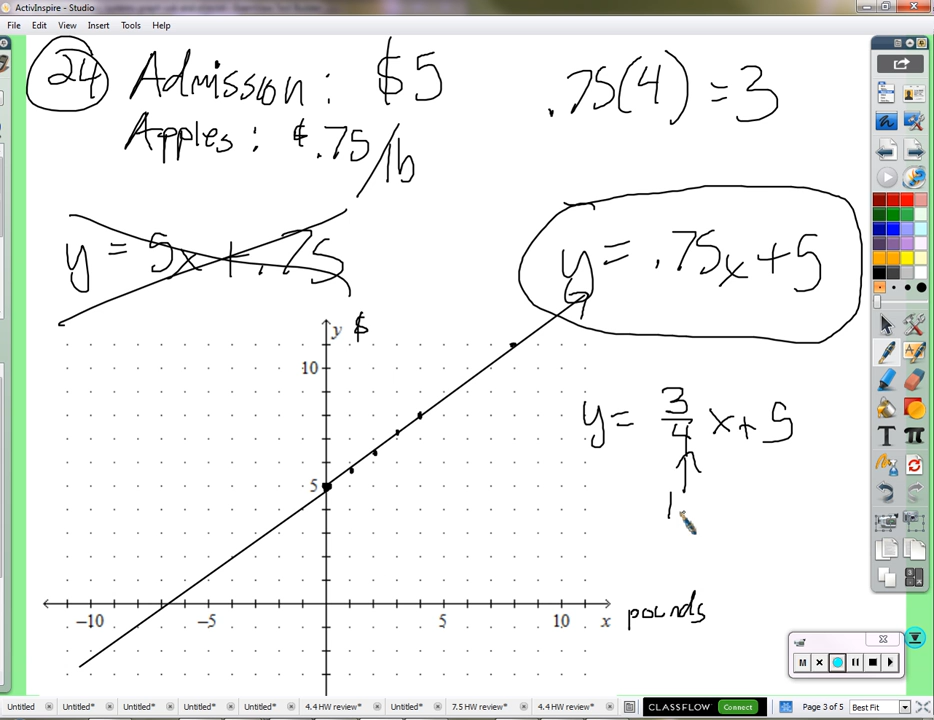 ActivInspire - Studio
File Edit View Insert Tools Help
24 Admission: $5
Apples: $.75/lb
.75(4) = 3
y = 5x + .75
y = .75x + 5
y $
10
5
-10 -5 5 10 x pounds
y = 3/4 x + 5
1
M
Untitled Untitled* Untitled* Untitled* Untitled* 4.4 HW review* Untitled* 7.5 HW review* 4.4 HW review* CLASSFLOW Connect Page 3 of 5 Best Fit